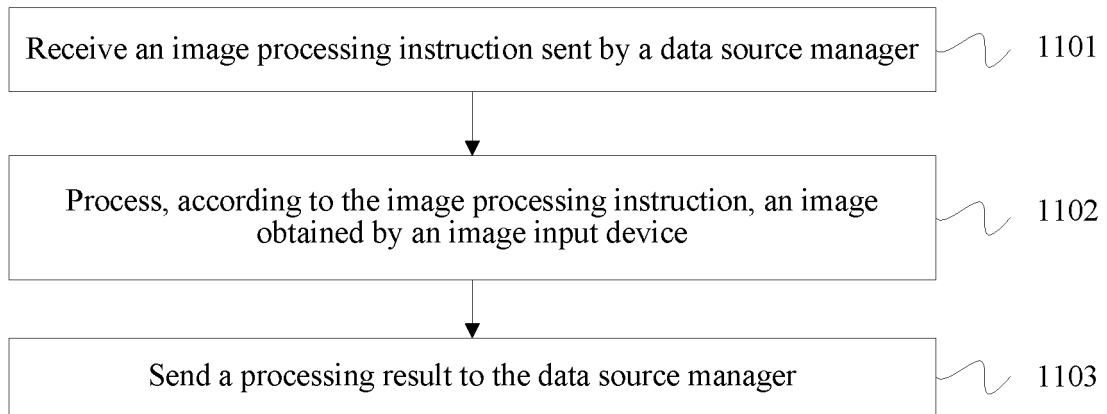 Receive an image processing instruction sent by a data source manager
1101
Process, according to the image processing instruction, an image
obtained by an image input device
1102
Send a processing result to the data source manager
1103